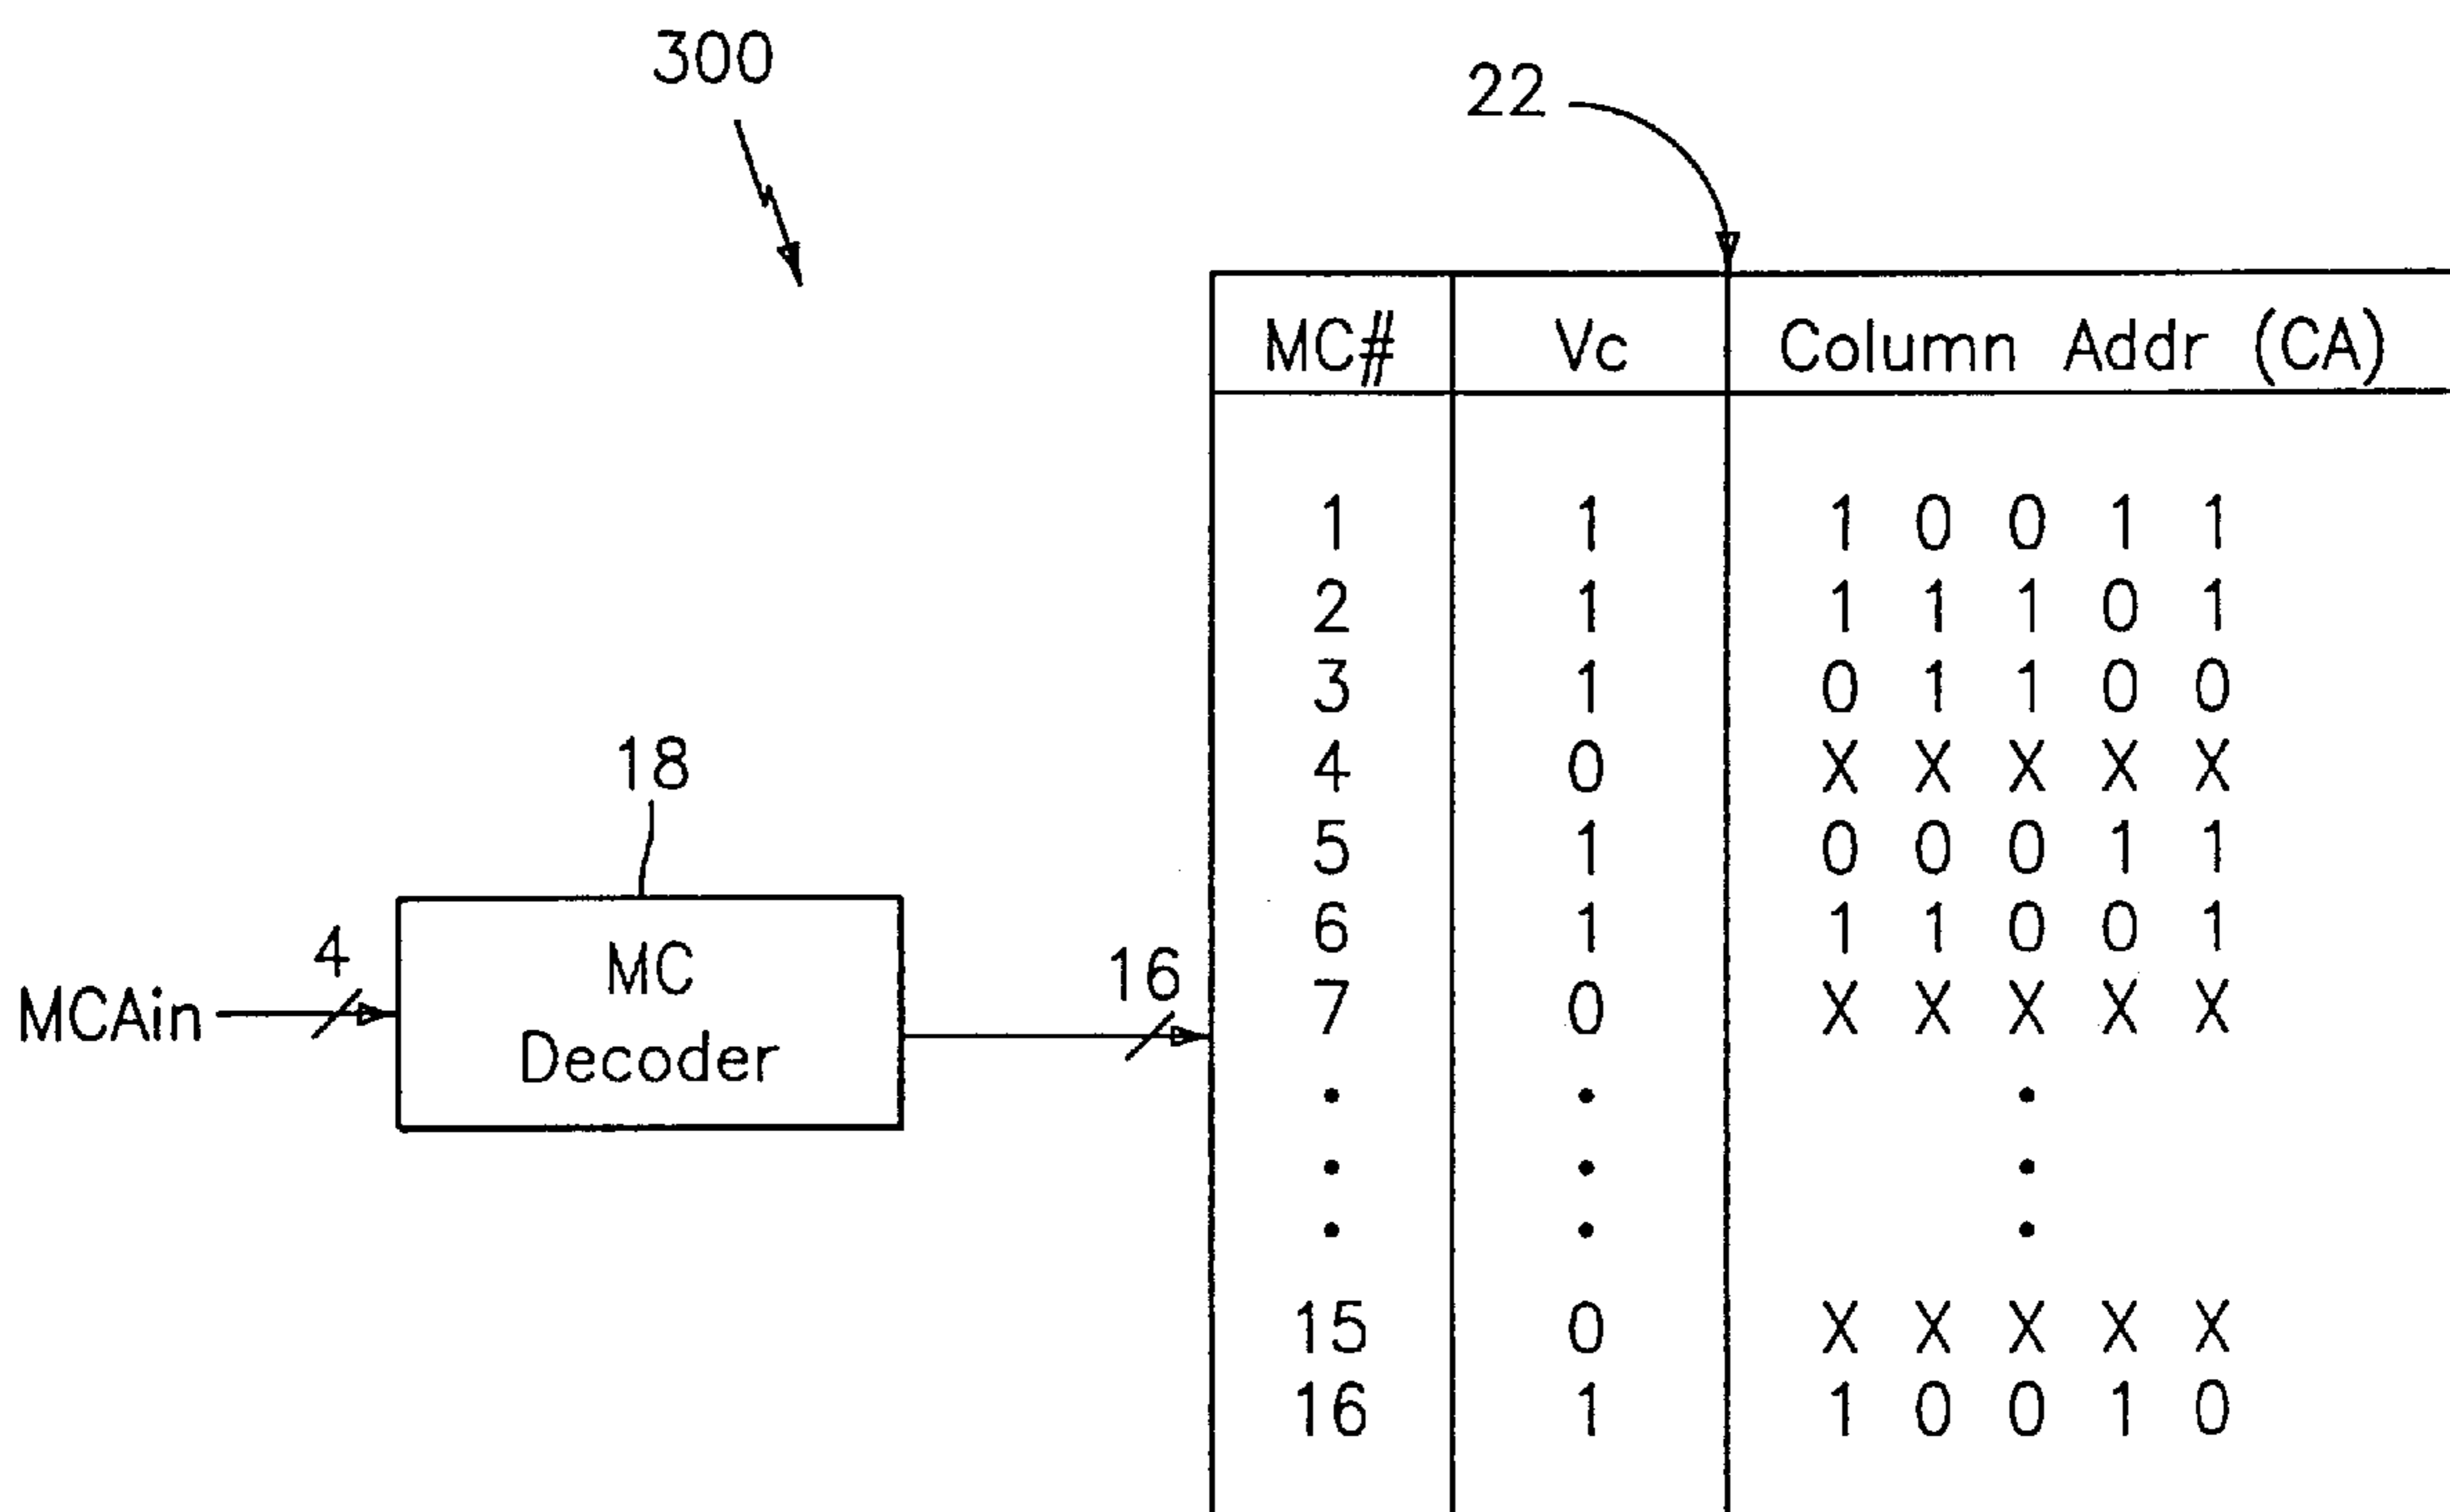 300
22
MC# Vc Column Addr (CA)
1 1 1 0 0 1 1
2 1 1 1 1 0 1
3 1 0 1 1 0 0
4 0 X X X X X
5 1 0 0 0 1 1
6 1 1 1 0 0 1
7 0 X X X X X
15 0 X X X X X
16 1 1 0 0 1 0
18
MCAin
4
MC
Decoder
16